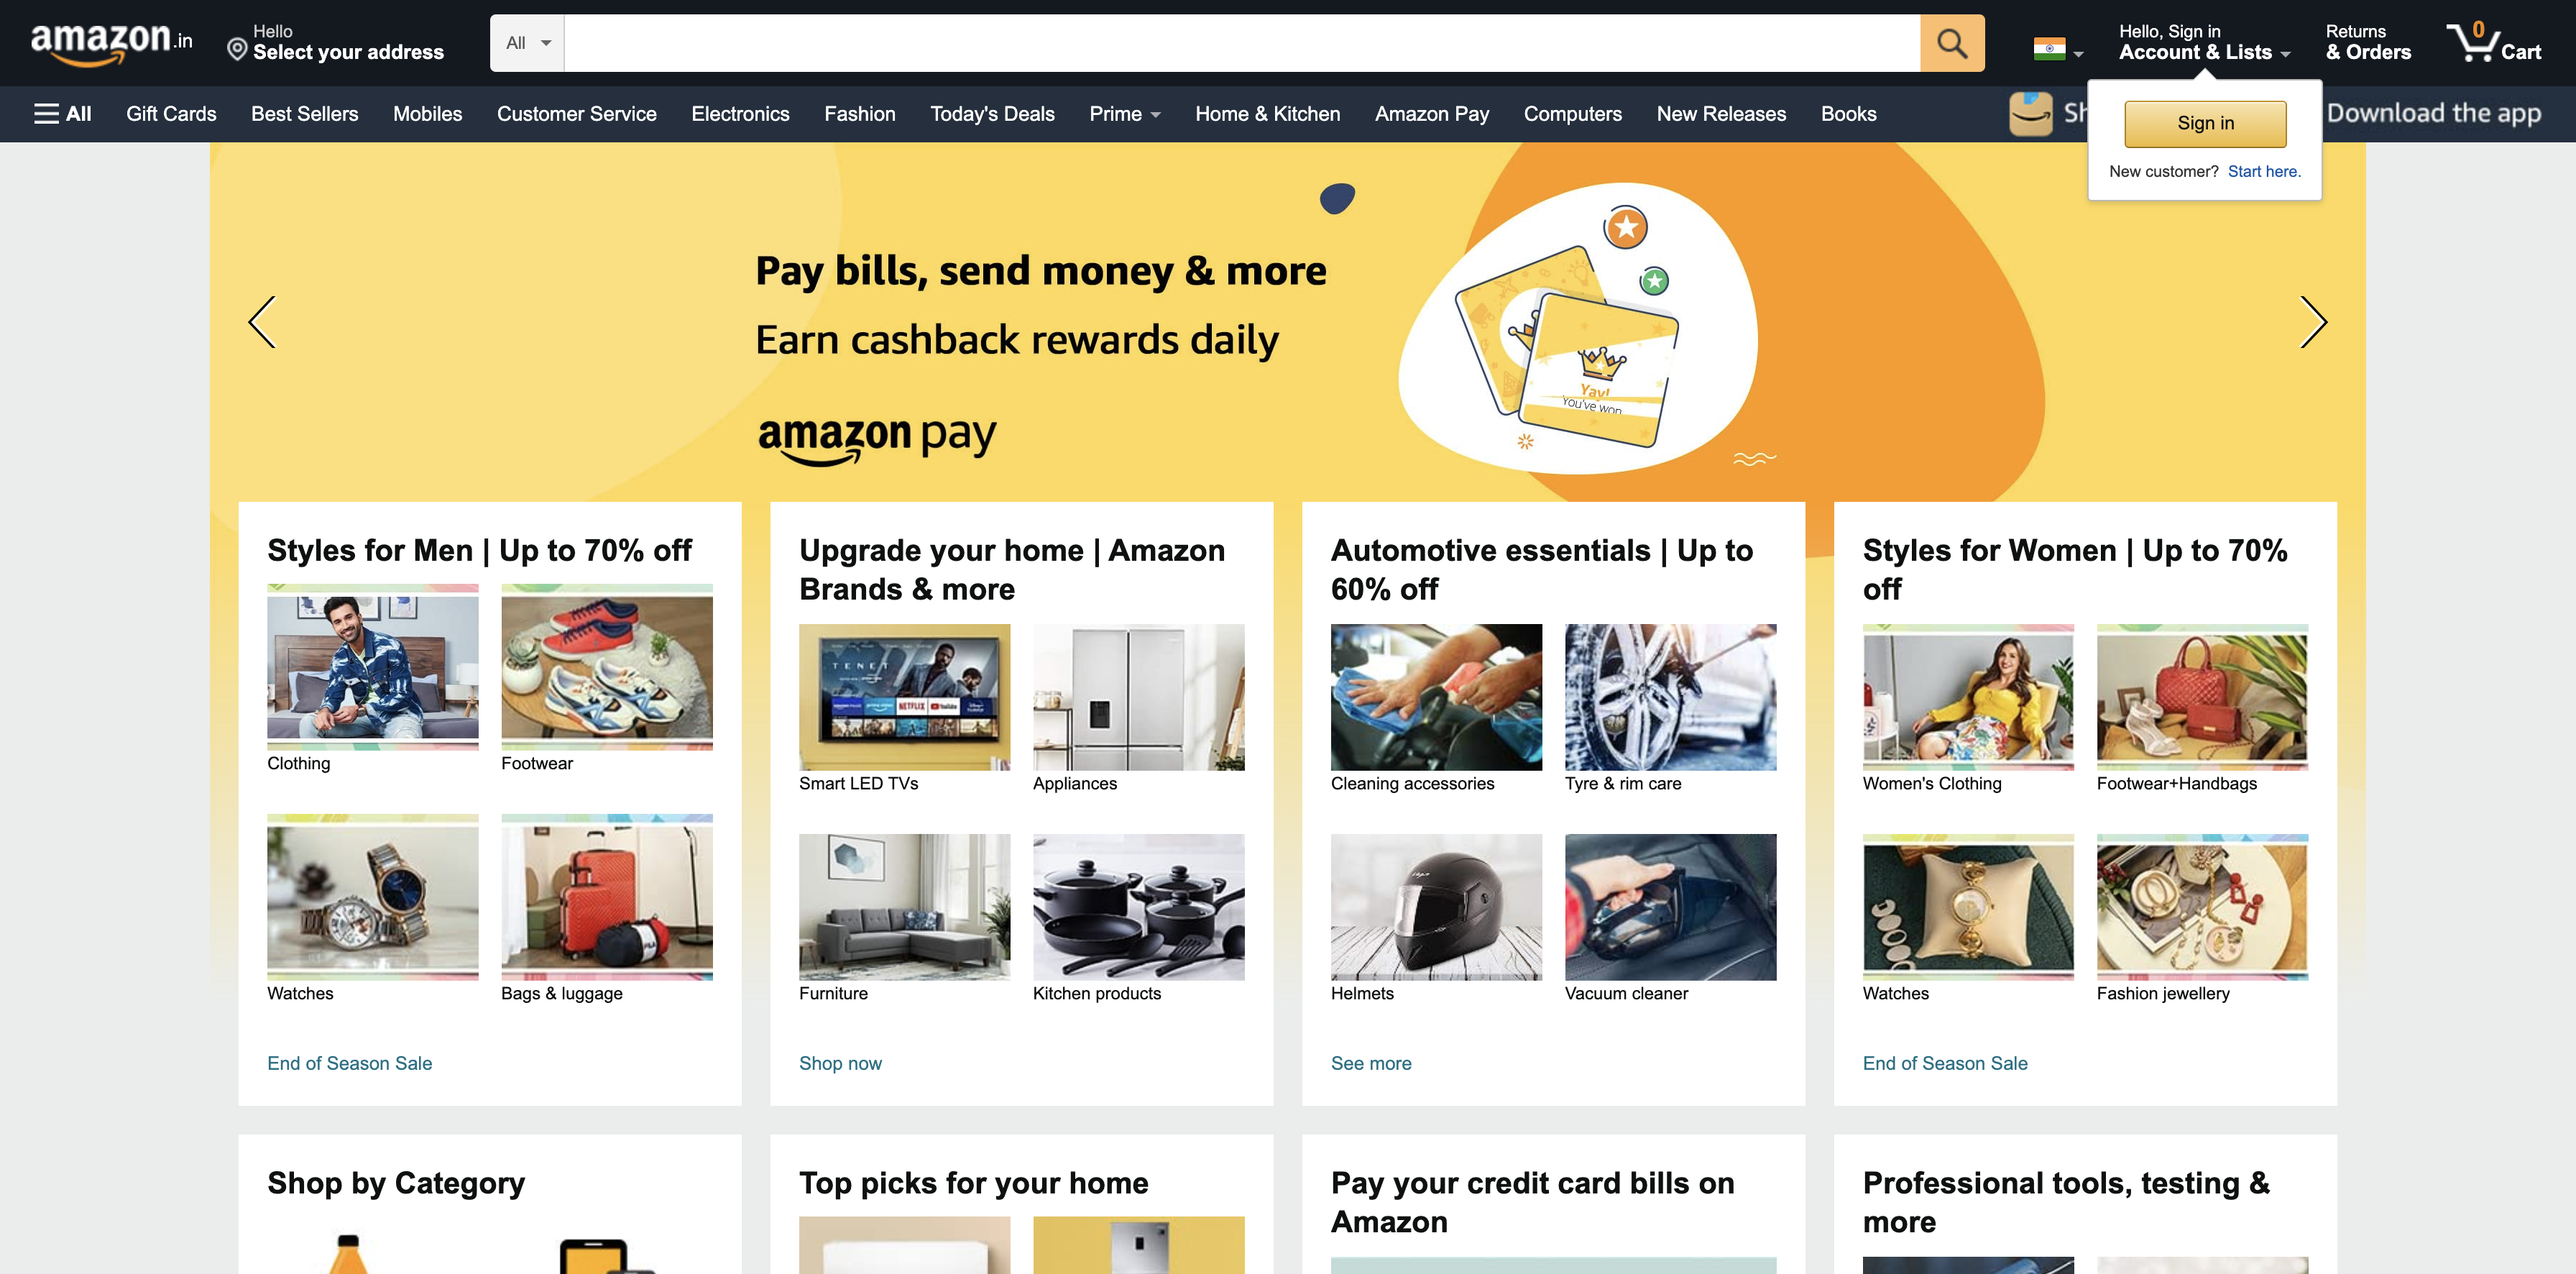 amazon.in
Hello
Select your address
All
Hello, Sign in
Account & Lists
Returns
& Orders
0
Cart
All
Gift Cards
Best Sellers
Mobiles
Customer Service
Electronics
Fashion
Today's Deals
Prime
Home & Kitchen
Amazon Pay
Computers
New Releases
Books
Download the app
Sign in
New customer? Start here.
Pay bills, send money & more
Earn cashback rewards daily
amazon pay
Yay!
You've won
Styles for Men | Up to 70% off
Clothing
Footwear
Watches
Bags & luggage
End of Season Sale
Upgrade your home | Amazon
Brands & more
TENET
NETFLIX
YouTube
Smart LED TVs
Appliances
Furniture
Kitchen products
Shop now
Automotive essentials | Up to
60% off
Cleaning accessories
Tyre & rim care
Helmets
Vacuum cleaner
See more
Styles for Women | Up to 70%
off
Women's Clothing
Footwear+Handbags
Watches
Fashion jewellery
End of Season Sale
Shop by Category
Top picks for your home
Pay your credit card bills on
Amazon
Professional tools, testing &
more